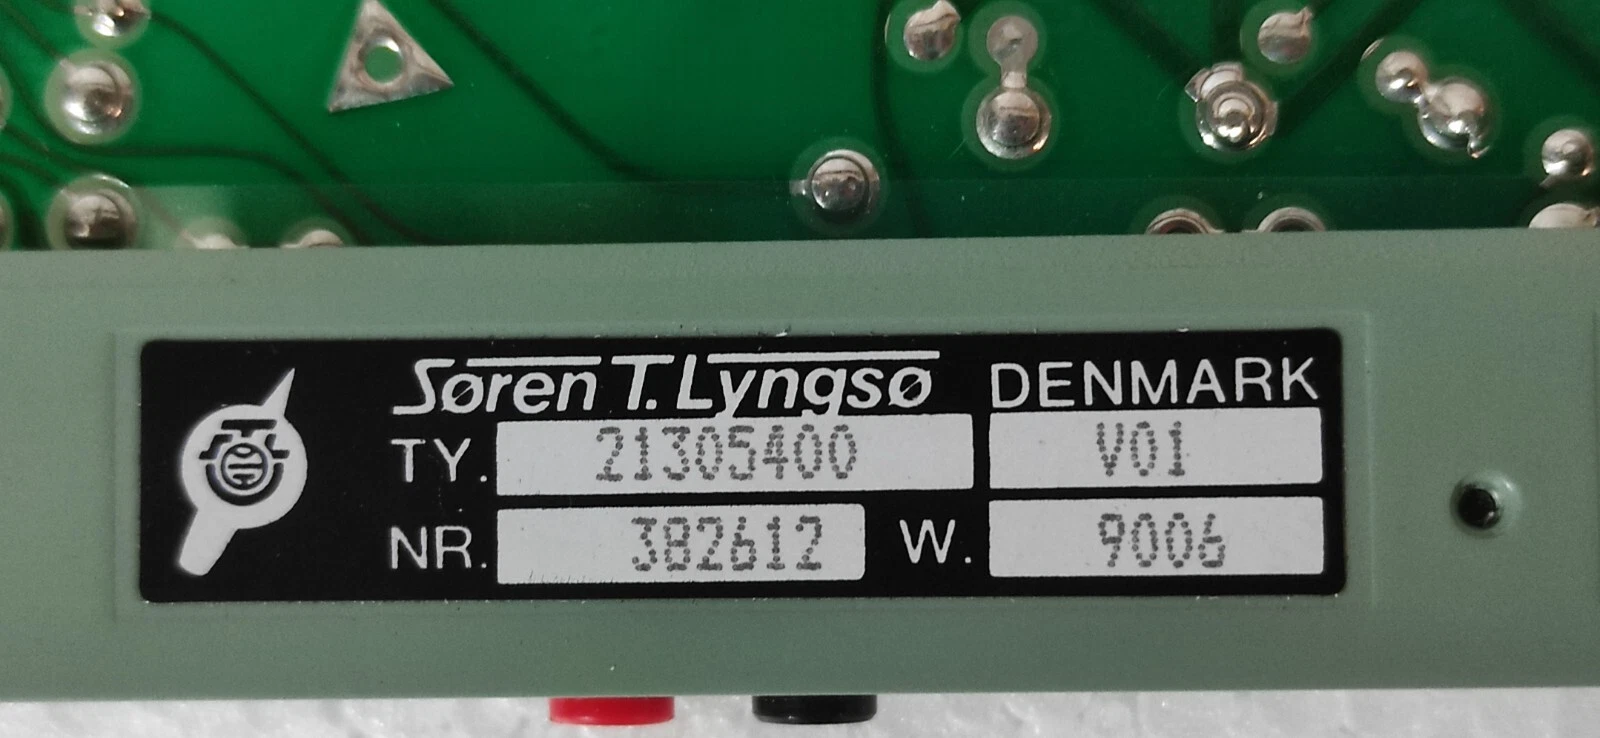 Søren T. Lyngsø DENMARK
TY. 21305400 V01
NR. 382612 W. 9006